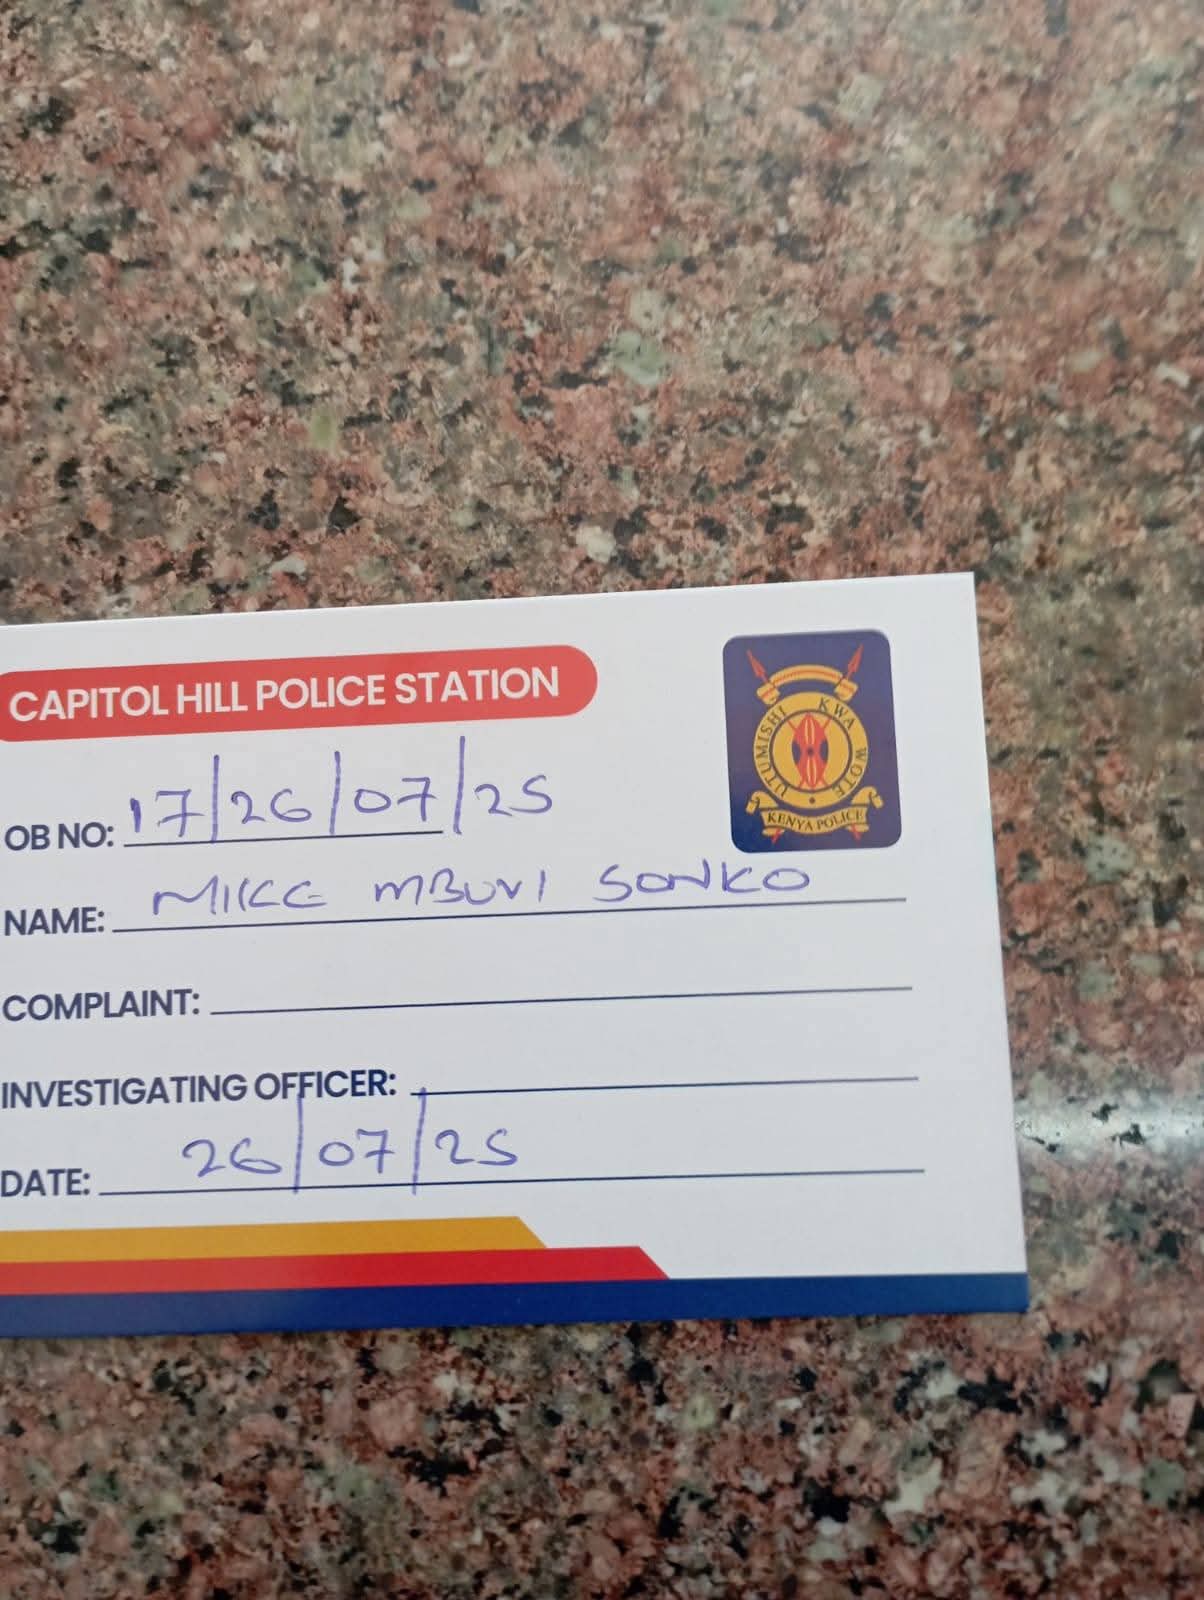 CAPITOL HILL POLICE STATION
UTUMISHI KWA WOTE
KENYA POLICE
OB NO: 17/26/07/25
NAME: MIKE MBUVI SONKO
COMPLAINT:
INVESTIGATING OFFICER:
DATE: 26/07/25